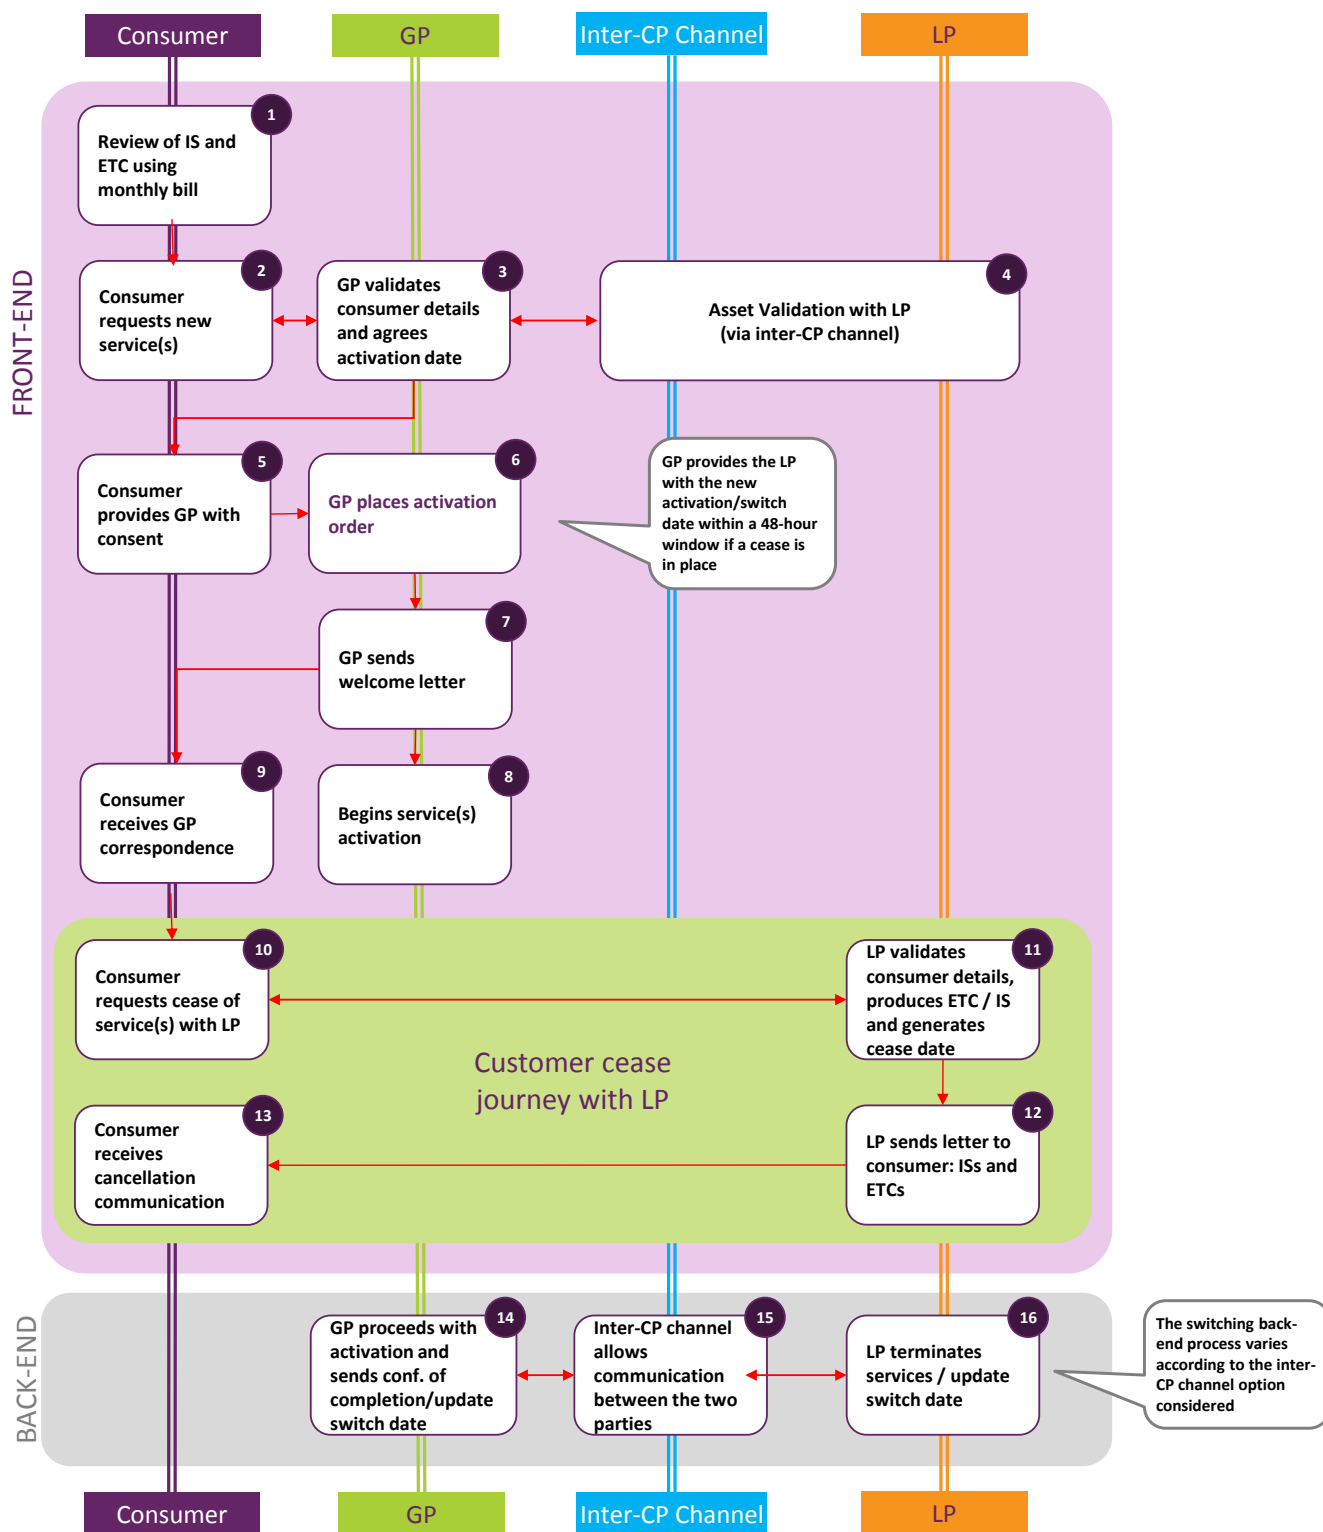 Consumer
GP
Inter-CP Channel
LP
FRONT-END
1
Review of IS and
ETC using
monthly bill
2
Consumer
requests new
service(s)
3
GP validates
consumer details
and agrees
activation date
4
Asset Validation with LP
(via inter-CP channel)
5
Consumer
provides GP with
consent
6
GP places activation
order
GP provides the LP
with the new
activation/switch
date within a 48-hour
window if a cease is
in place
7
GP sends
welcome letter
9
Consumer
receives GP
correspondence
8
Begins service(s)
activation
10
Consumer
requests cease of
service(s) with LP
11
LP validates
consumer details,
produces ETC / IS
and generates
cease date
Customer cease
journey with LP
13
Consumer
receives
cancellation
communication
12
LP sends letter to
consumer: ISs and
ETCs
BACK-END
14
GP proceeds with
activation and
sends conf. of
completion/update
switch date
15
Inter-CP channel
allows
communication
between the two
parties
16
LP terminates
services / update
switch date
The switching back-
end process varies
according to the inter-
CP channel option
considered
Consumer
GP
Inter-CP Channel
LP